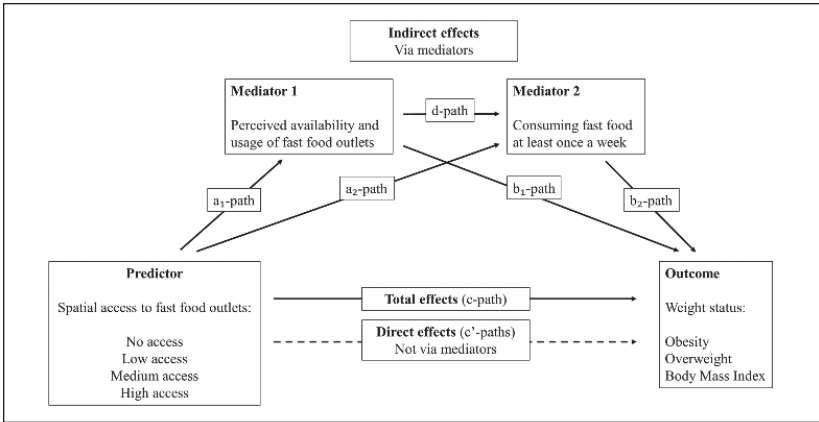 Indirect effects
Via mediators
Mediator 1
Perceived availability and
usage of fast food outlets
d-path
Mediator 2
Consuming fast food
at least once a week
a₁-path
a₂-path
b₁-path
b₂-path
Predictor
Spatial access to fast food outlets:
No access
Low access
Medium access
High access
Total effects (c-path)
Direct effects (c’-paths)
Not via mediators
Outcome
Weight status:
Obesity
Overweight
Body Mass Index